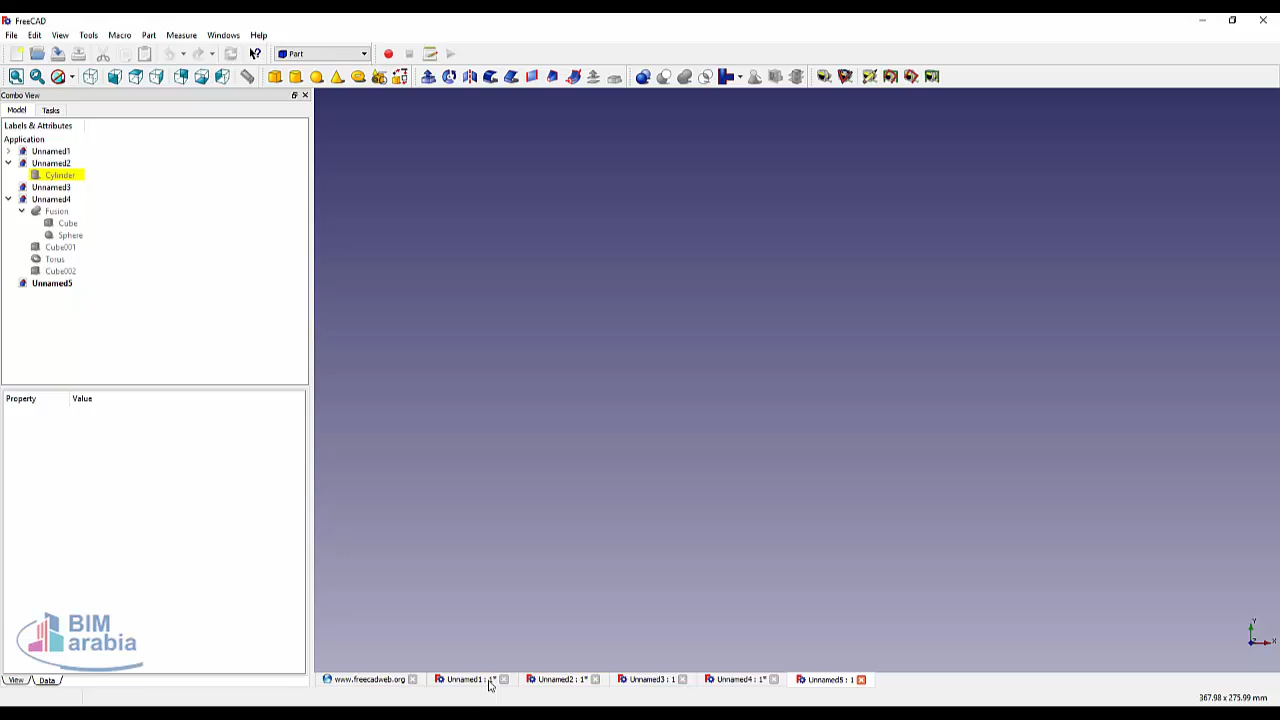 FreeCAD
File Edit View Tools Macro Part Measure Windows Help
Part
Combo View
Model Tasks
Labels & Attributes
Application
Unnamed1
Unnamed2
Cylinder
Unnamed3
Unnamed4
Fusion
Cube
Sphere
Cube001
Torus
Cube002
Unnamed5
Property Value
BIM
arabia
View Data
www.freecadweb.org Unnamed1 : 1* Unnamed2 : 1* Unnamed3 : 1 Unnamed4 : 1* Unnamed5 : 1
Y
Z X
367.98 x 275.99 mm